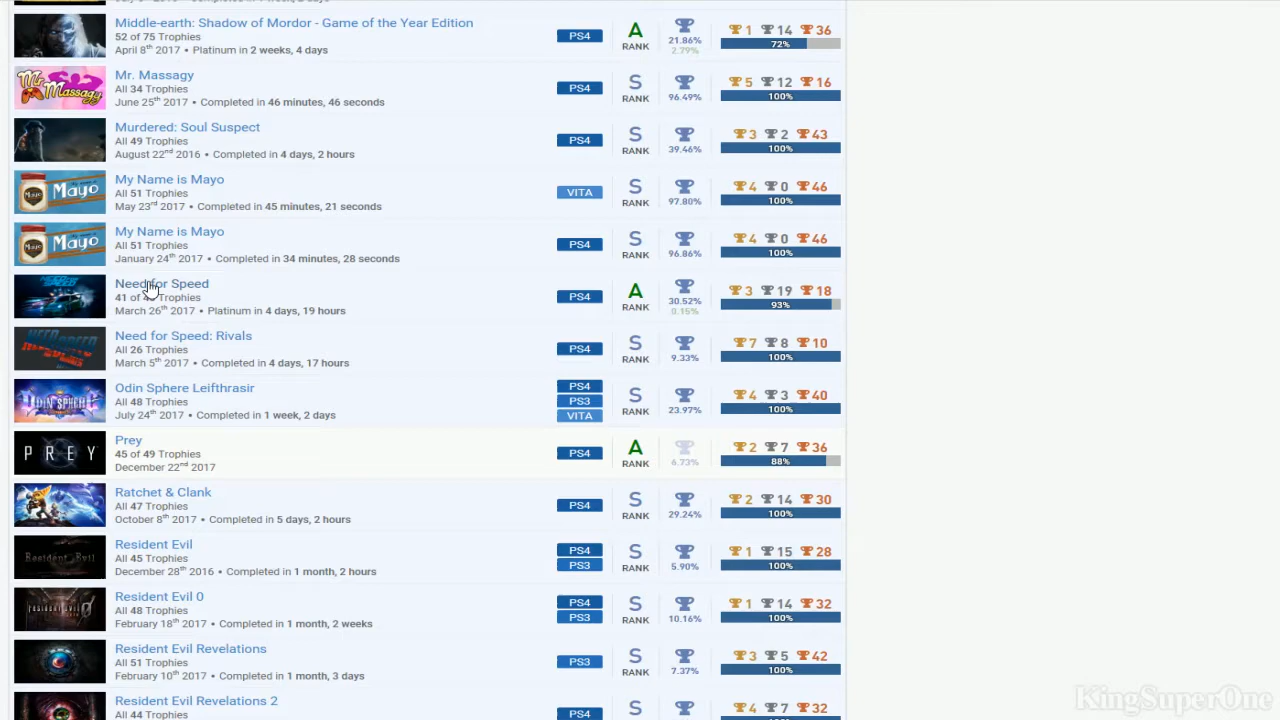 Middle-earth: Shadow of Mordor - Game of the Year Edition
52 of 75 Trophies
April 8th 2017 • Platinum in 2 weeks, 4 days
PS4
A
RANK
21.86%
2.79%
1 14 36
72%
Mr. Massagy
All 34 Trophies
June 25th 2017 • Completed in 46 minutes, 46 seconds
PS4
S
RANK
96.49%
5 12 16
100%
Murdered: Soul Suspect
All 49 Trophies
August 22nd 2016 • Completed in 4 days, 2 hours
PS4
S
RANK
39.46%
3 2 43
100%
Mayo
My Name is Mayo
All 51 Trophies
May 23rd 2017 • Completed in 45 minutes, 21 seconds
VITA
S
RANK
97.80%
4 0 46
100%
Mayo
My Name is Mayo
All 51 Trophies
January 24th 2017 • Completed in 34 minutes, 28 seconds
PS4
S
RANK
96.86%
4 0 46
100%
Need for Speed
41 of Trophies
March 26th 2017 • Platinum in 4 days, 19 hours
PS4
A
RANK
30.52%
0.15%
3 19 18
93%
Need for Speed: Rivals
All 26 Trophies
March 5th 2017 • Completed in 4 days, 17 hours
PS4
S
RANK
9.33%
7 8 10
100%
Odin Sphere Leifthrasir
All 48 Trophies
July 24th 2017 • Completed in 1 week, 2 days
PS4
PS3
VITA
S
RANK
23.97%
4 3 40
100%
PREY
Prey
45 of 49 Trophies
December 22nd 2017
PS4
A
RANK
6.73%
2 7 36
88%
Ratchet & Clank
All 47 Trophies
October 8th 2017 • Completed in 5 days, 2 hours
PS4
S
RANK
29.24%
2 14 30
100%
Resident Evil
Resident Evil
All 45 Trophies
December 28th 2016 • Completed in 1 month, 2 hours
PS4
PS3
S
RANK
5.90%
1 15 28
100%
Resident Evil 0
All 48 Trophies
February 18th 2017 • Completed in 1 month, 2 weeks
PS4
PS3
S
RANK
10.16%
1 14 32
100%
Resident Evil Revelations
All 51 Trophies
February 10th 2017 • Completed in 1 month, 3 days
PS3
S
RANK
7.37%
3 5 42
100%
Resident Evil Revelations 2
All 44 Trophies
PS4
S
4 7 32
KingSuperOne